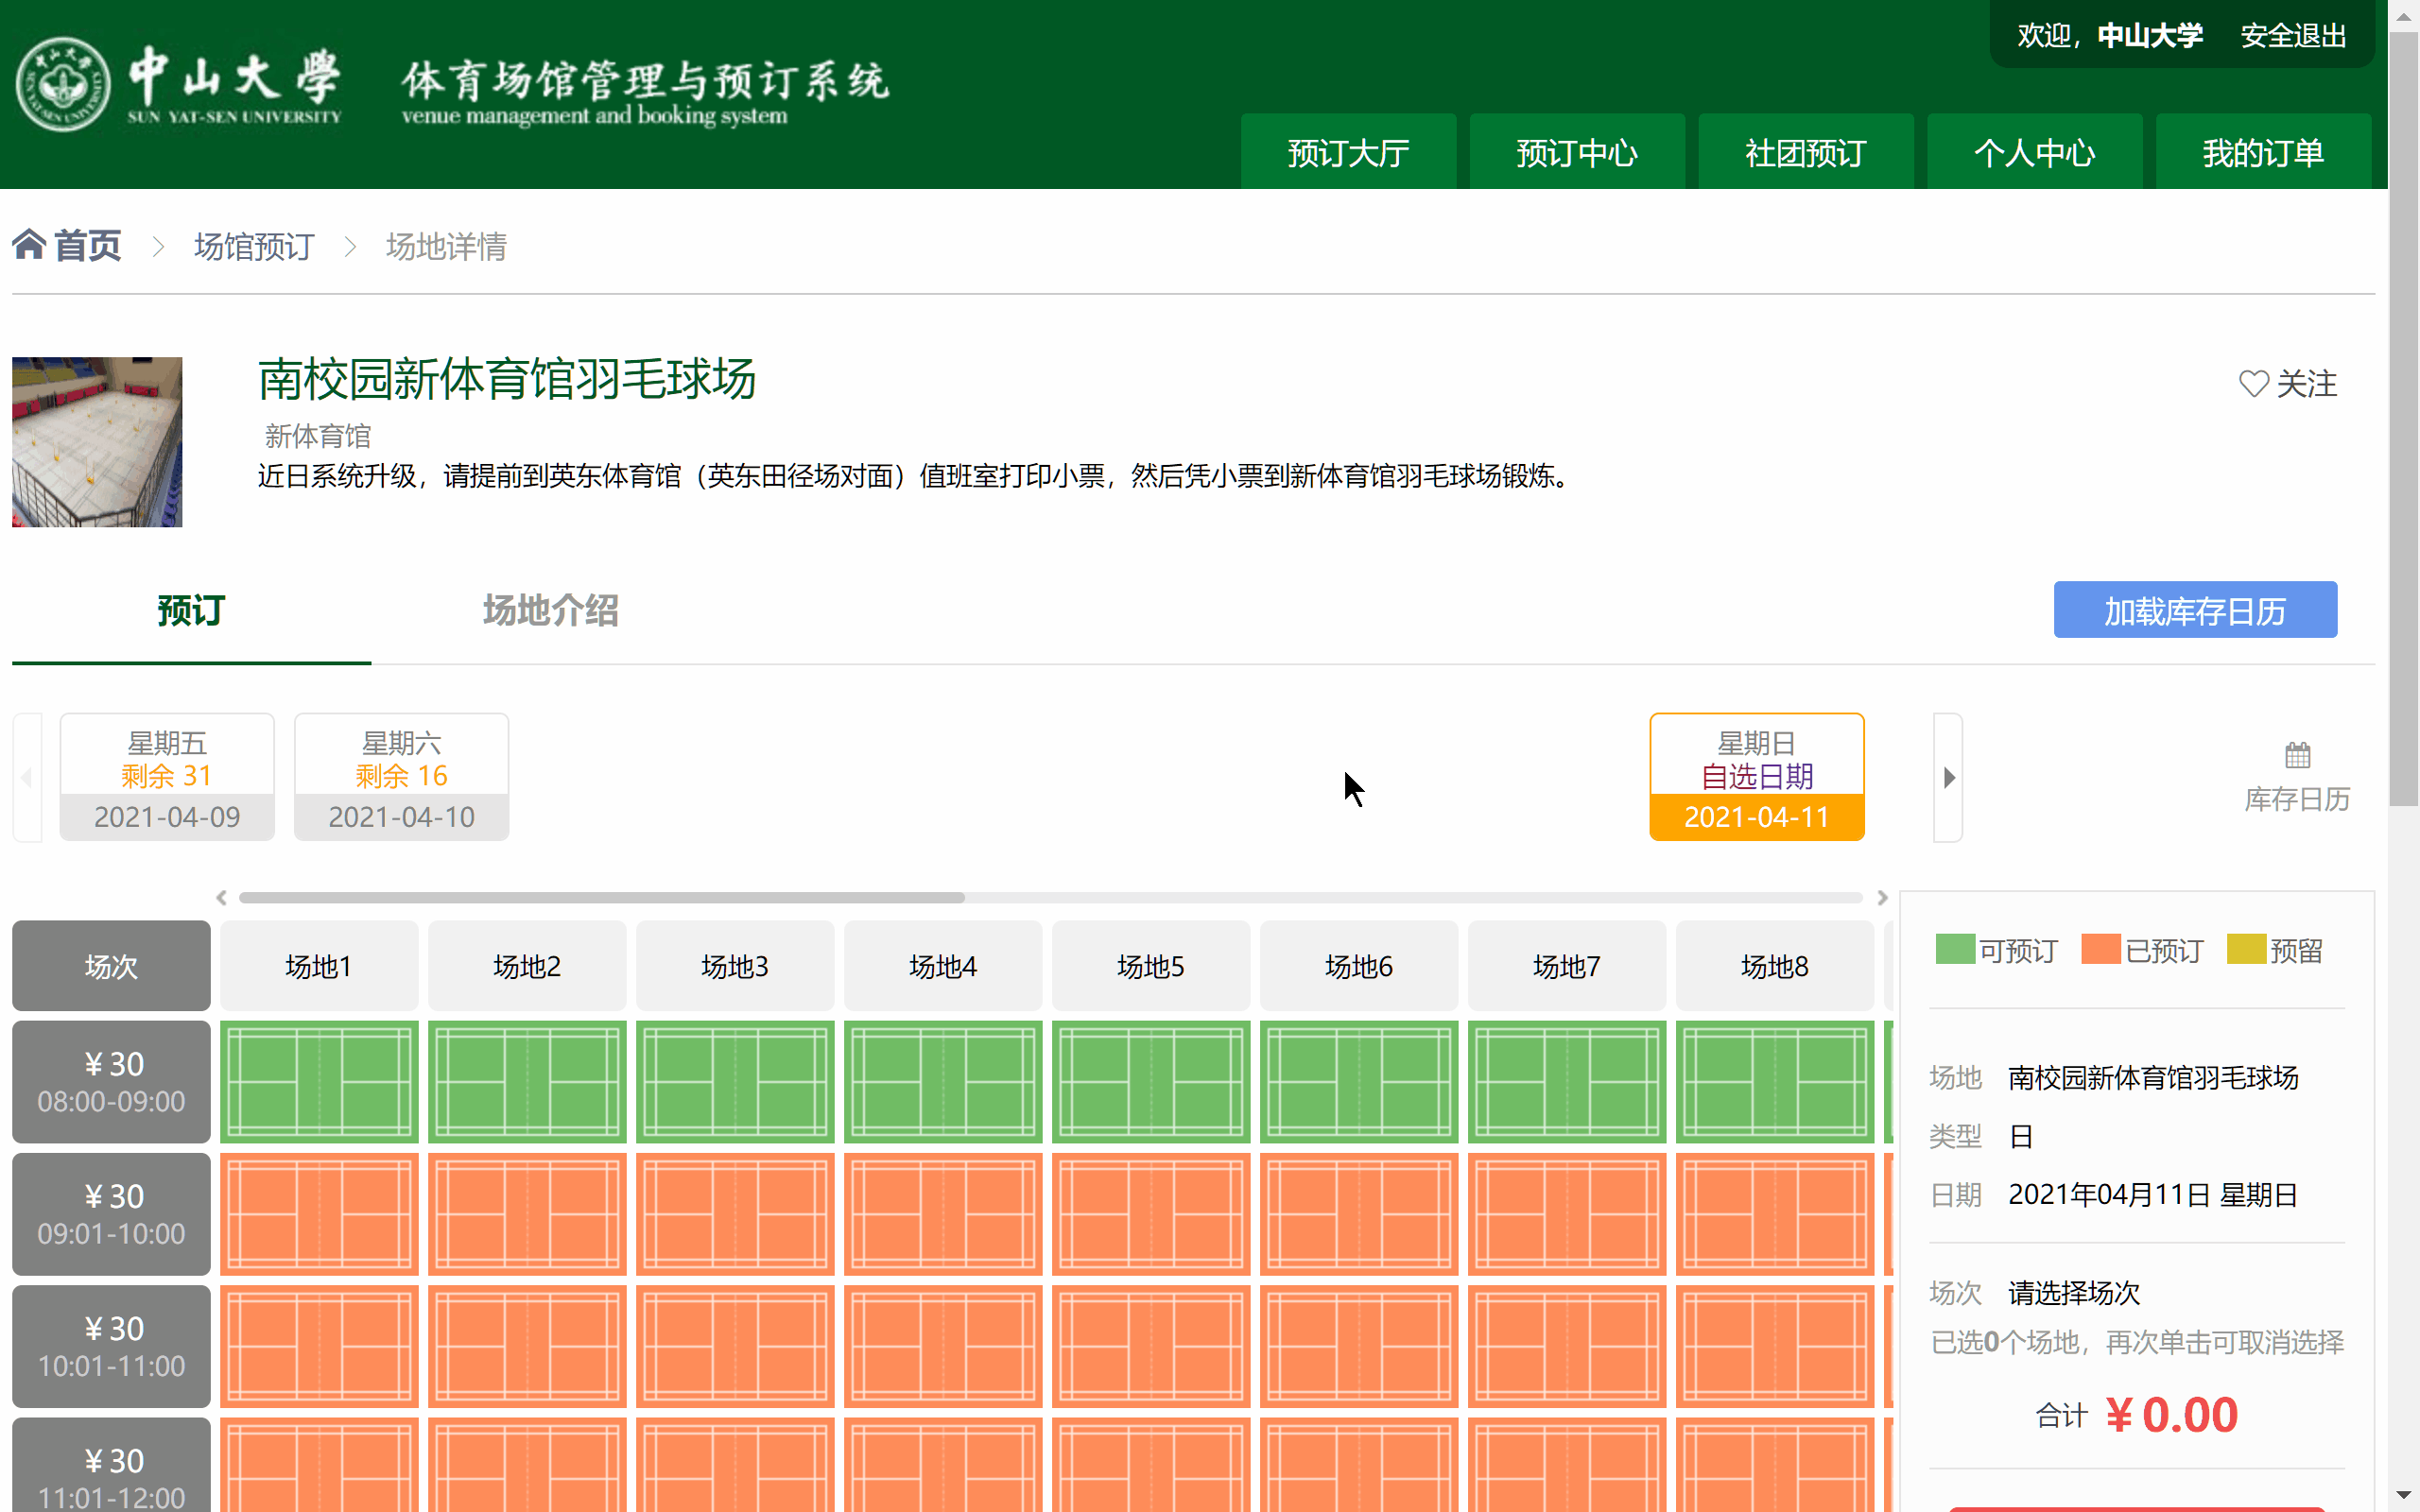 欢迎，中山大学 安全退出
中山大學 体育场馆管理与预订系统
SUN YAT-SEN UNIVERSITY venue management and booking system
预订大厅 预订中心 社团预订 个人中心 我的订单
首页 > 场馆预订 > 场地详情
南校园新体育馆羽毛球场
关注
新体育馆
近日系统升级，请提前到英东体育馆（英东田径场对面）值班室打印小票，然后凭小票到新体育馆羽毛球场锻炼。
预订 场地介绍 加载库存日历
星期五 星期六 星期日
剩余 31 剩余 16 自选日期
2021-04-09 2021-04-10 2021-04-11
库存日历
场次 场地1 场地2 场地3 场地4 场地5 场地6 场地7 场地8
¥ 30
08:00-09:00
¥ 30
09:01-10:00
¥ 30
10:01-11:00
¥ 30
11:01-12:00
可预订 已预订 预留
场地 南校园新体育馆羽毛球场
类型 日
日期 2021年04月11日 星期日
场次 请选择场次
已选0个场地，再次单击可取消选择
合计 ¥ 0.00